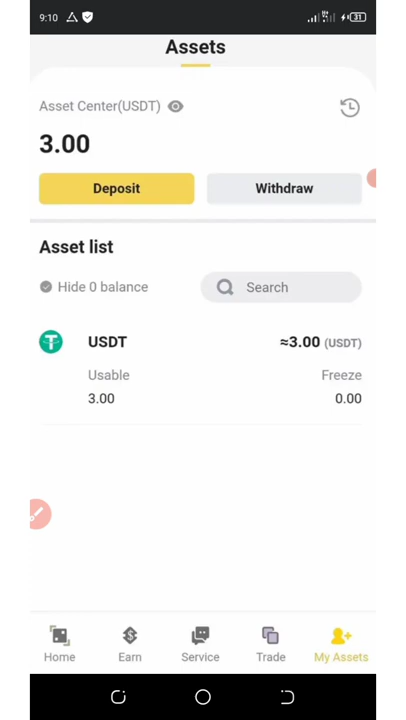 9:10
31
Assets
Asset Center(USDT)
3.00
Deposit Withdraw
Asset list
Hide 0 balance Search
USDT ≈3.00 (USDT)
Usable Freeze
3.00 0.00
Home Earn Service Trade My Assets